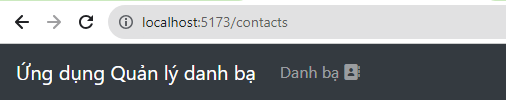 localhost:5173/contacts
Ứng dụng Quản lý danh bạ Danh bạ